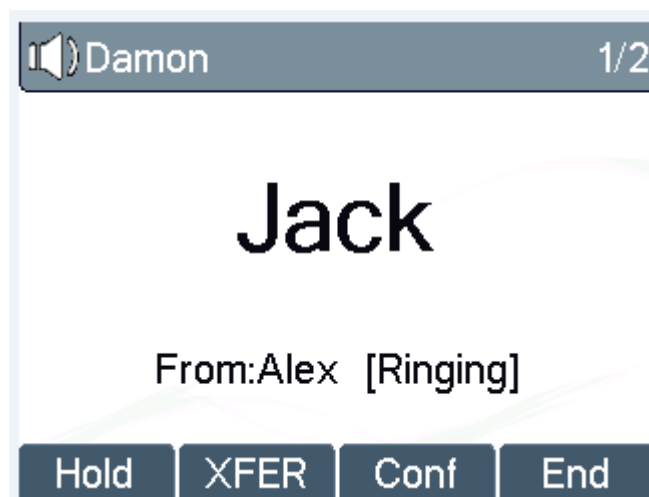 Damon 1/2
Jack
From:Alex [Ringing]
Hold XFER Conf End